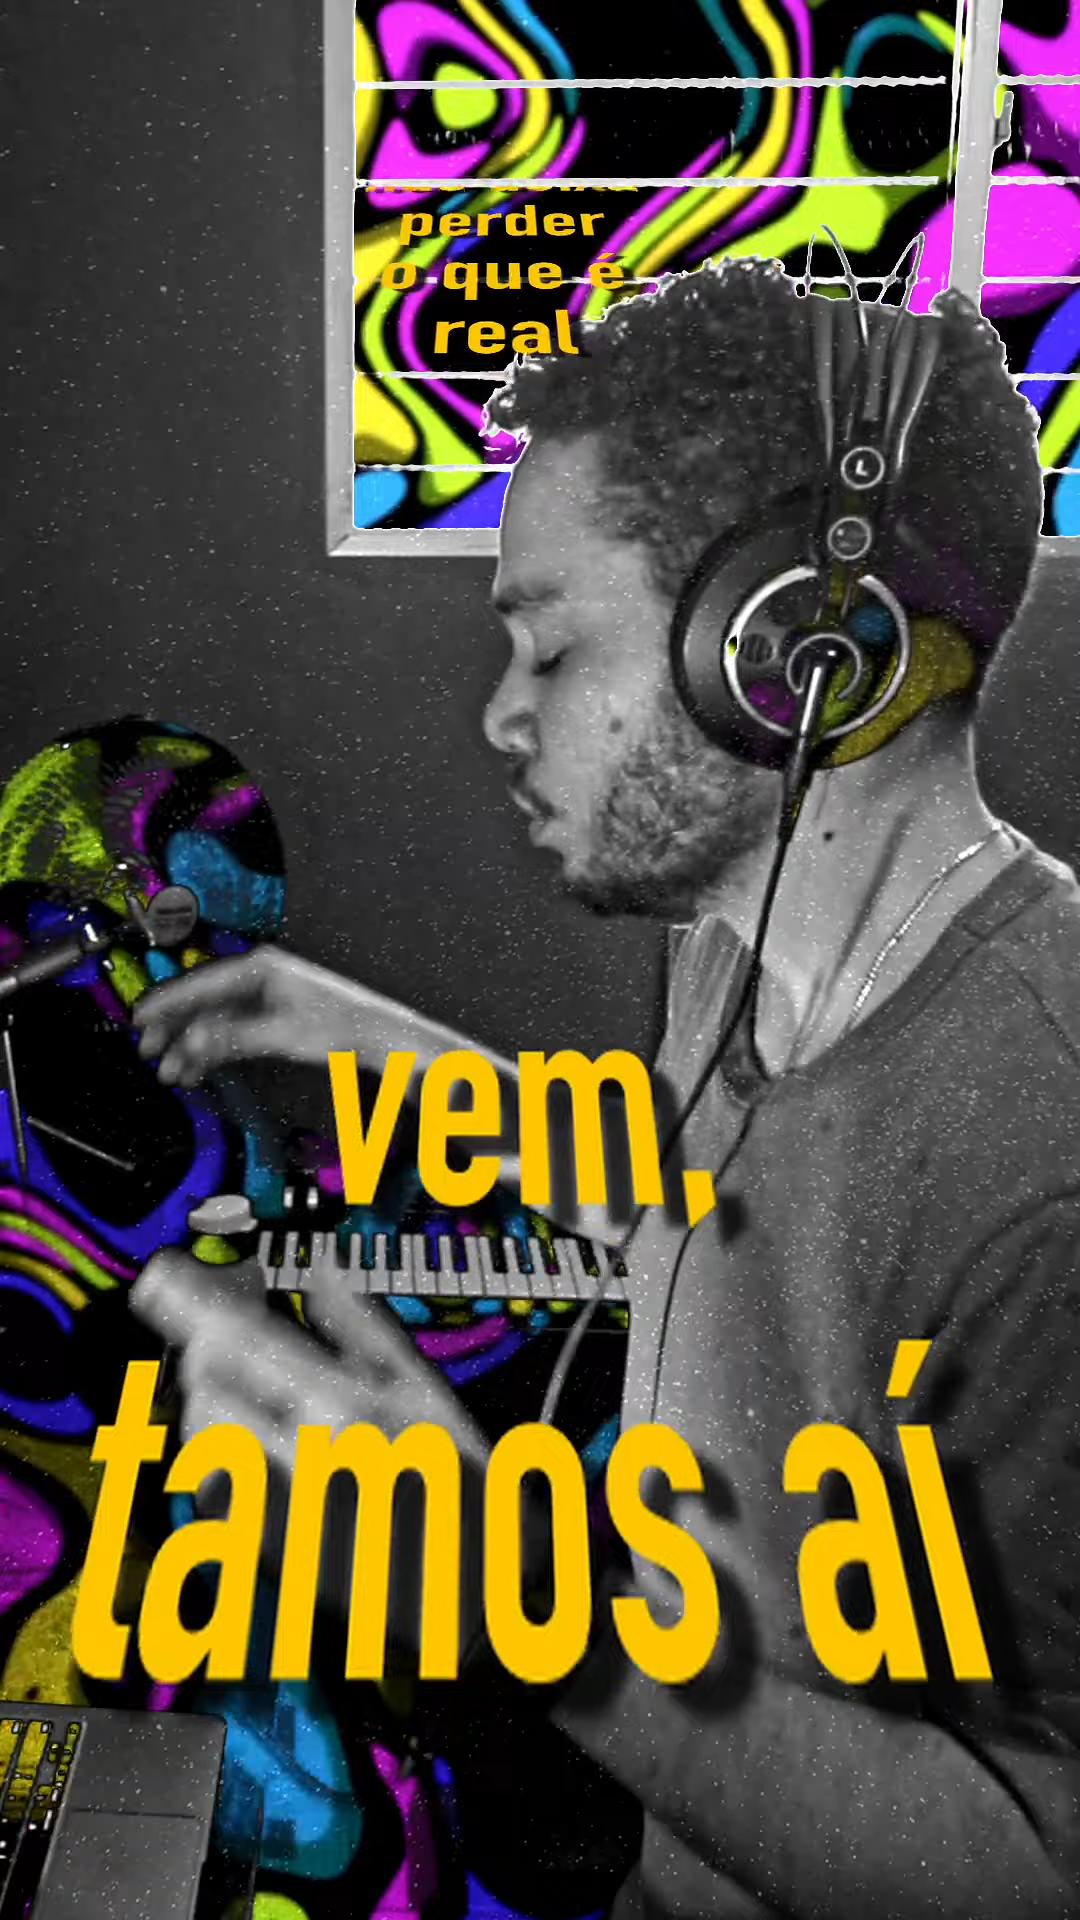 perder
o que é
real
L
vem,
tamos aí